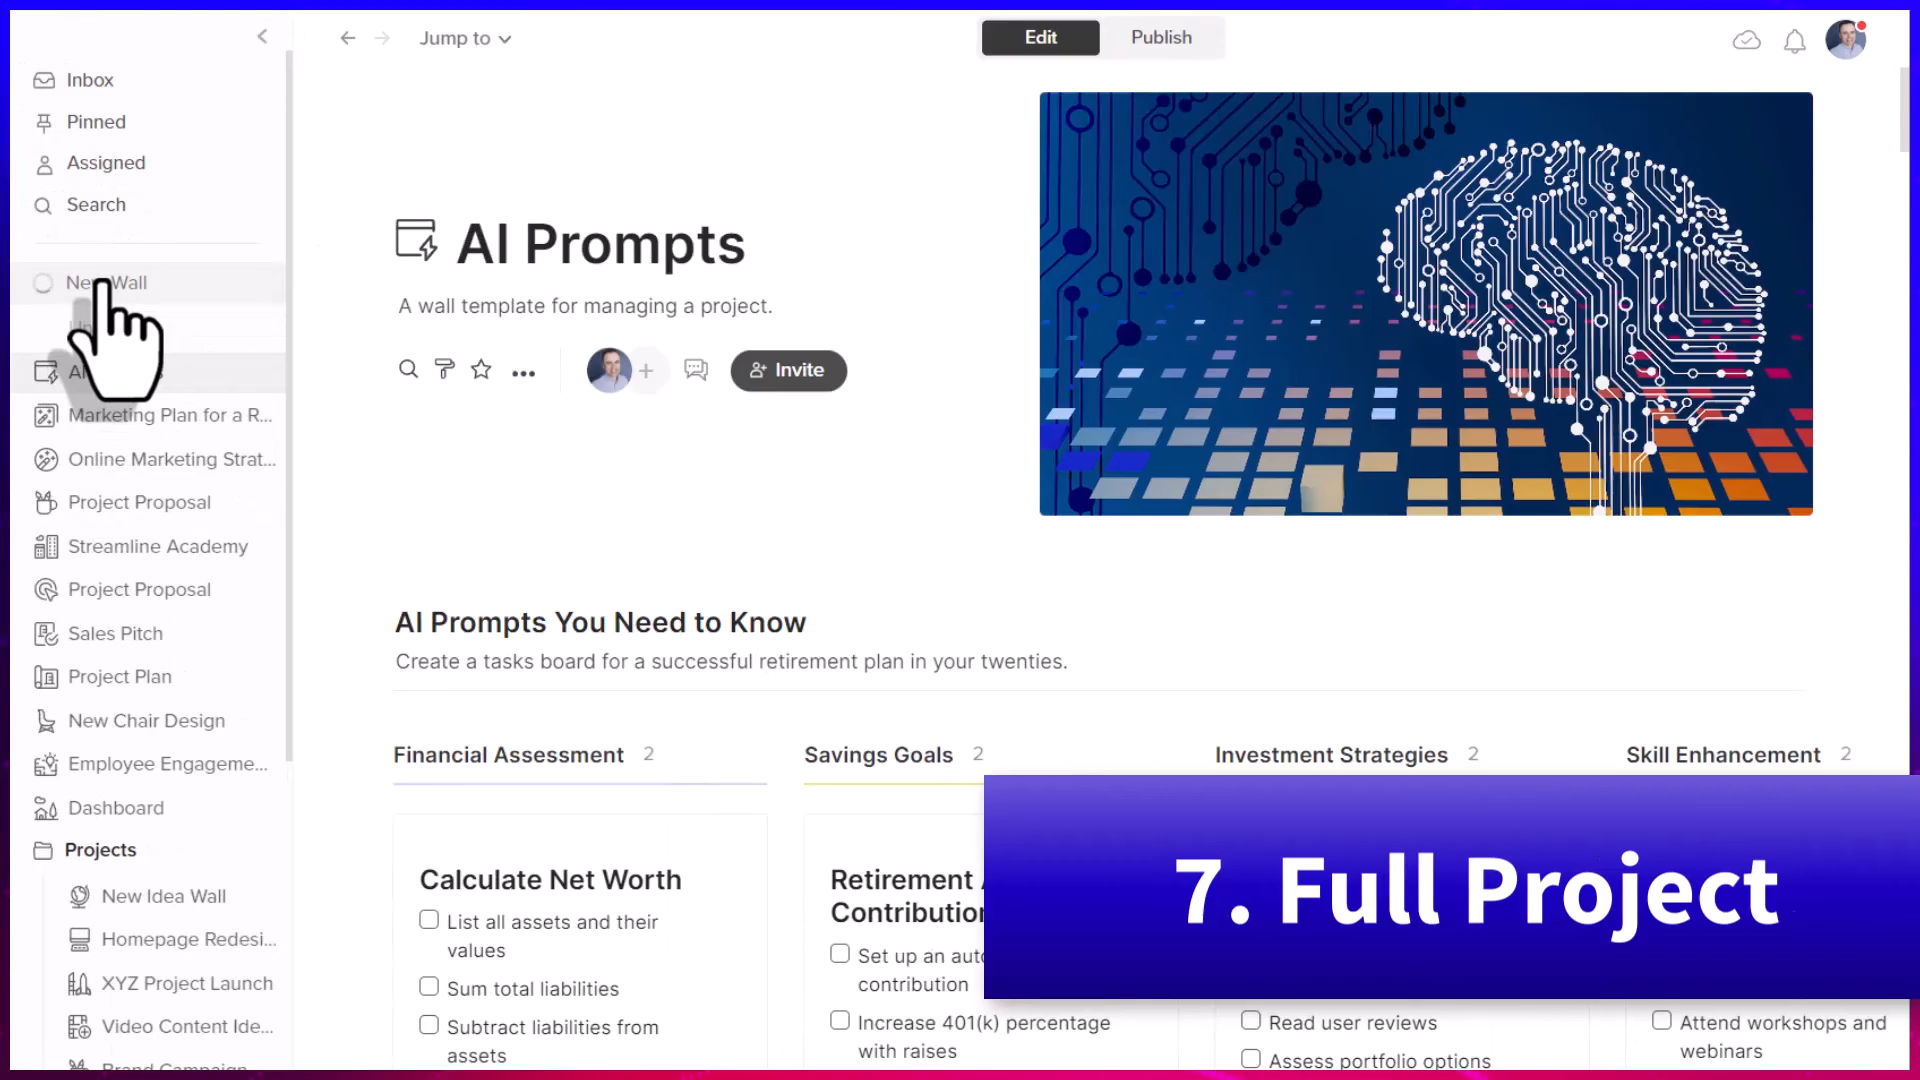 Jump to
Edit
Publish
Inbox
Pinned
Assigned
Search
Wall
Marketing Plan for a R...
Online Marketing Strat...
Project Proposal
Streamline Academy
Project Proposal
Sales Pitch
Project Plan
New Chair Design
Employee Engageme...
Dashboard
Projects
New Idea Wall
Homepage Redesi...
XYZ Project Launch
Video Content Ide...
Brand Campaign
AI Prompts
A wall template for managing a project.
Invite
AI Prompts You Need to Know
Create a tasks board for a successful retirement plan in your twenties.
Financial Assessment 2
Calculate Net Worth
List all assets and their
values
Sum total liabilities
Subtract liabilities from
assets
Savings Goals 2
Retirement
Contribution
Set up an auto
contribution
Increase 401(k) percentage
with raises
Investment Strategies 2
Read user reviews
Assess portfolio options
Skill Enhancement 2
Attend workshops and
webinars
7. Full Project